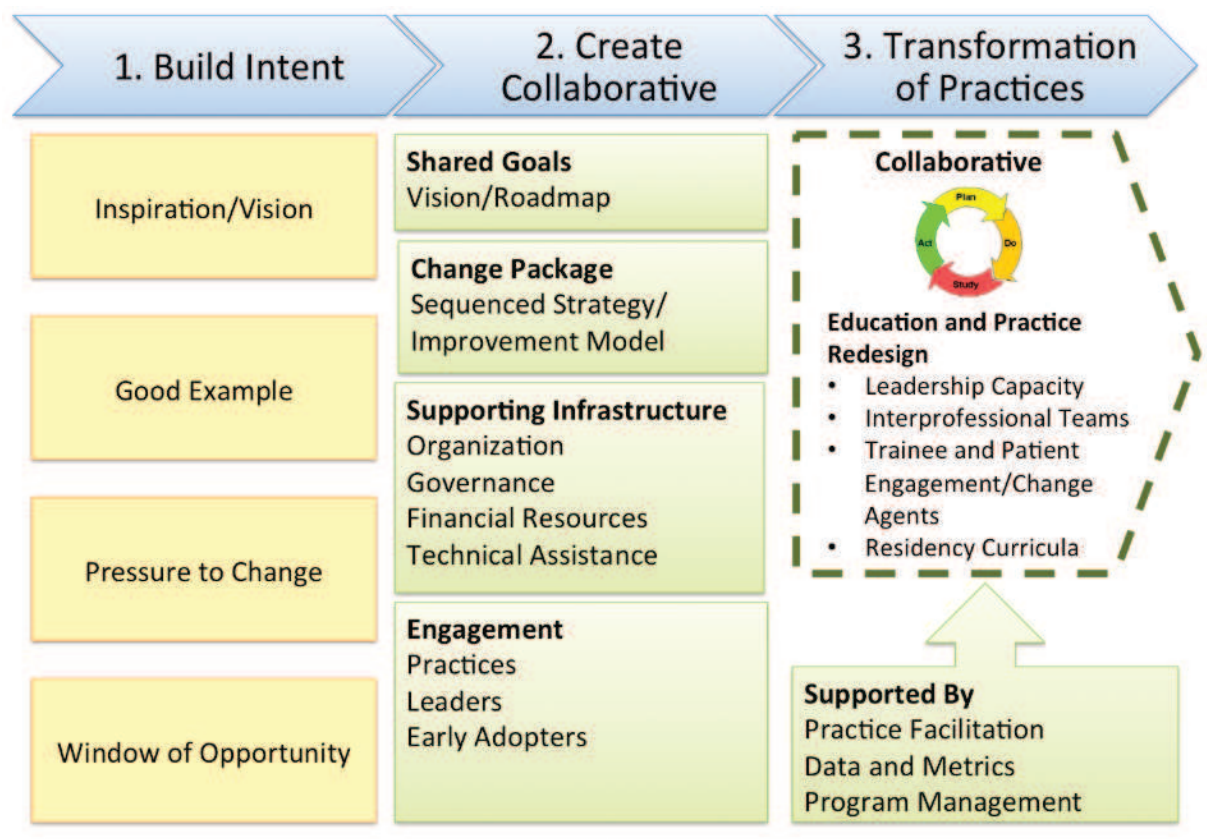 1. Build Intent
2. Create
Collaborative
3. Transformation
of Practices
Inspiration/Vision
Good Example
Pressure to Change
Window of Opportunity
Shared Goals
Vision/Roadmap
Change Package
Sequenced Strategy/
Improvement Model
Supporting Infrastructure
Organization
Governance
Financial Resources
Technical Assistance
Engagement
Practices
Leaders
Early Adopters
Collaborative
Plan
Do
Study
Act
Education and Practice
Redesign
• Leadership Capacity
• Interprofessional Teams
• Trainee and Patient
Engagement/Change
Agents
• Residency Curricula
Supported By
Practice Facilitation
Data and Metrics
Program Management